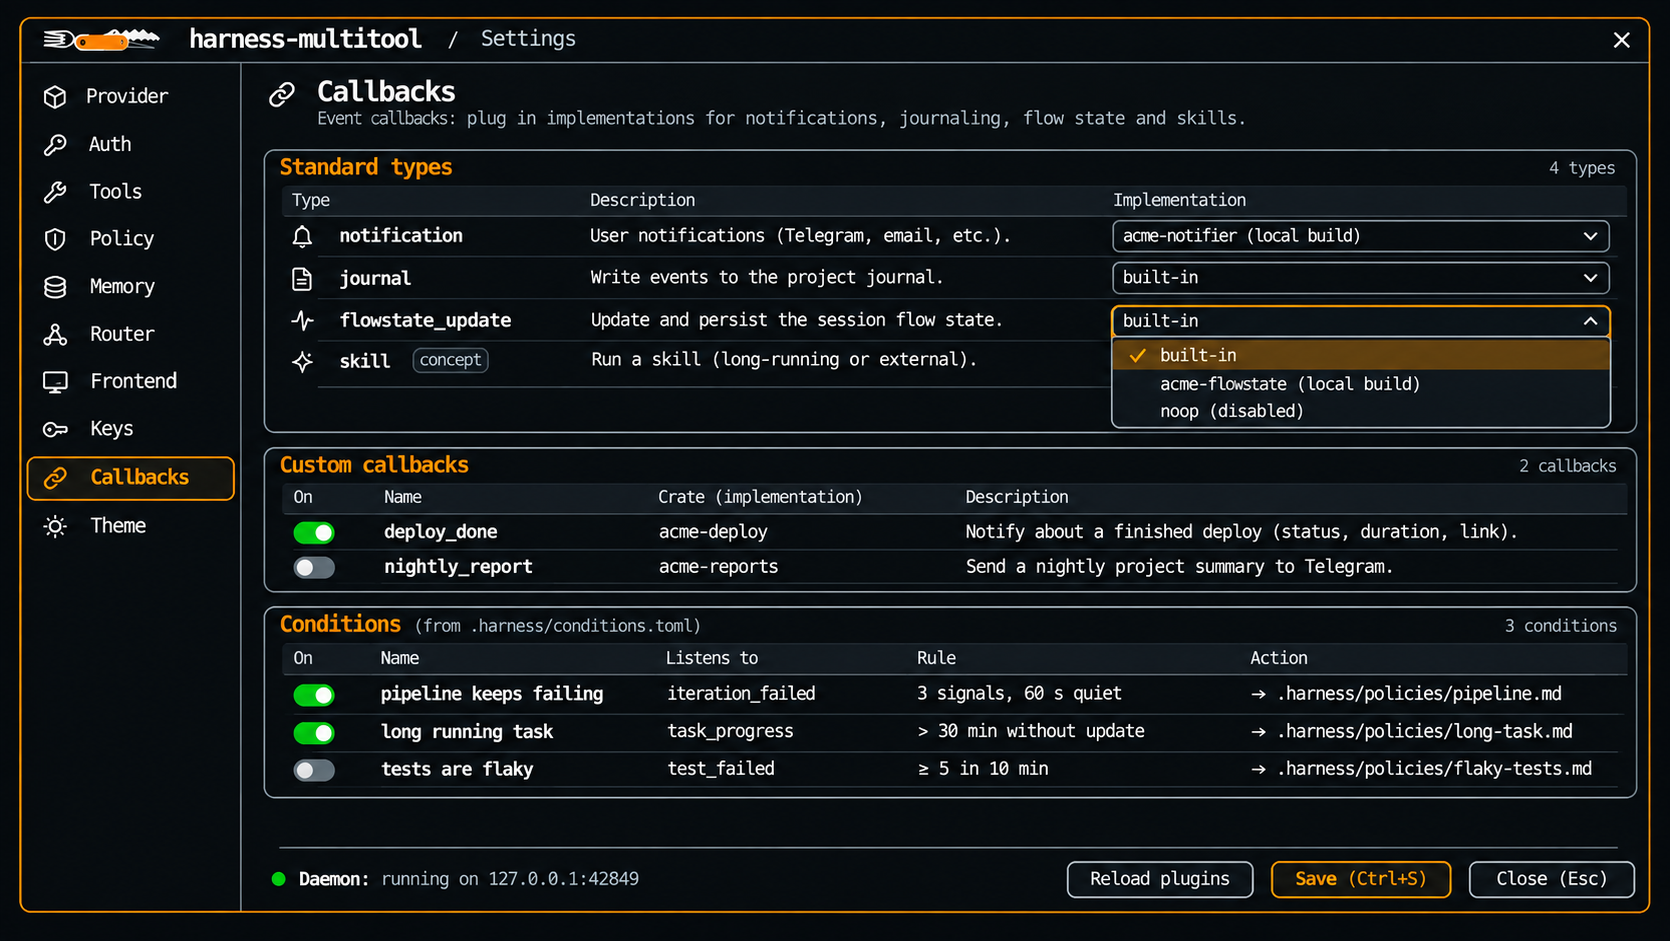 harness-multitool / Settings
Provider
Auth
Tools
Policy
Memory
Router
Frontend
Keys
Callbacks
Theme
Callbacks
Event callbacks: plug in implementations for notifications, journaling, flow state and skills.
Standard types 4 types
Type Description Implementation
notification User notifications (Telegram, email, etc.). acme-notifier (local build)
journal Write events to the project journal. built-in
flowstate_update Update and persist the session flow state. built-in
skill concept Run a skill (long-running or external).
built-in
acme-flowstate (local build)
noop (disabled)
Custom callbacks 2 callbacks
On Name Crate (implementation) Description
deploy_done acme-deploy Notify about a finished deploy (status, duration, link).
nightly_report acme-reports Send a nightly project summary to Telegram.
Conditions (from .harness/conditions.toml) 3 conditions
On Name Listens to Rule Action
pipeline keeps failing iteration_failed 3 signals, 60 s quiet → .harness/policies/pipeline.md
long running task task_progress > 30 min without update → .harness/policies/long-task.md
tests are flaky test_failed ≥ 5 in 10 min → .harness/policies/flaky-tests.md
Daemon: running on 127.0.0.1:42849 Reload plugins Save (Ctrl+S) Close (Esc)